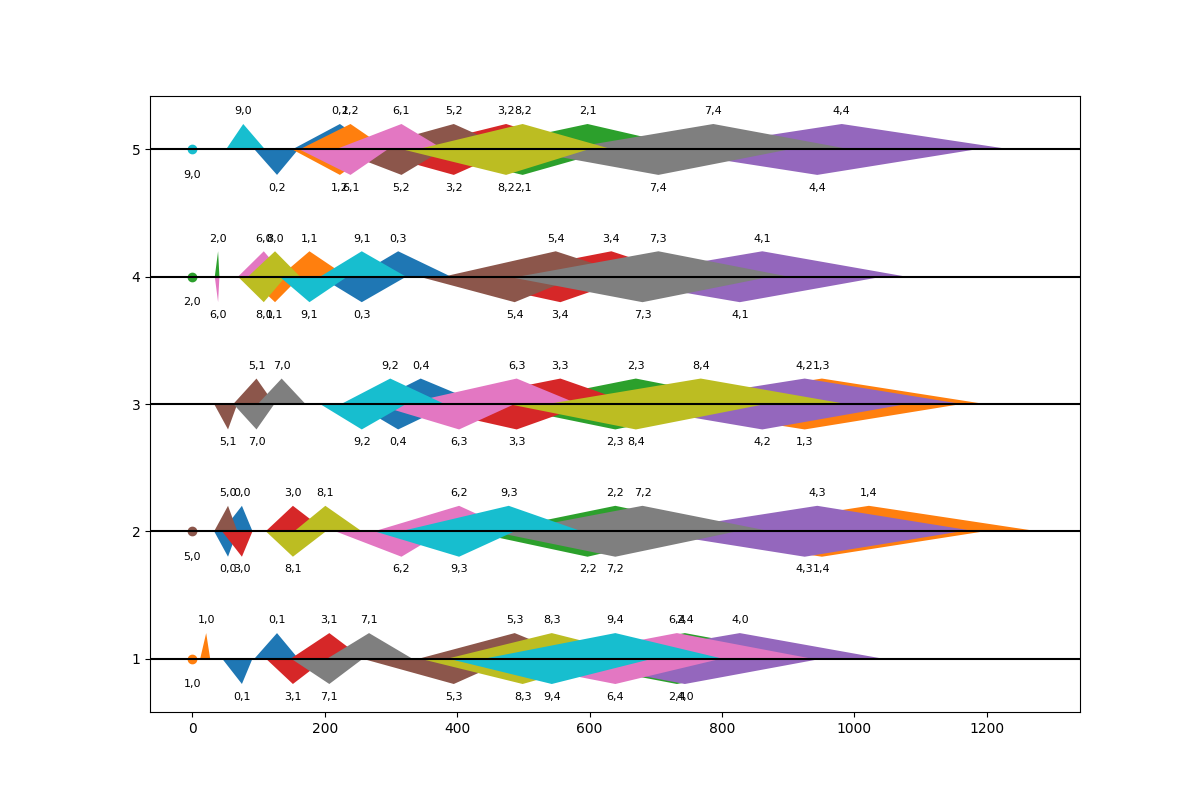 9,0 0,2 1,2 6,1 5,2 3,2 8,2 2,1 7,4 4,4
5
9,0
0,2 1,2 6,1 5,2 3,2 8,2 2,1 7,4 4,4
2,0 6,0 8,0 1,1 9,1 0,3 5,4 3,4 7,3 4,1
4
2,0
6,0 8,0 1,1 9,1 0,3 5,4 3,4 7,3 4,1
5,1 7,0 9,2 0,4 6,3 3,3 2,3 8,4 4,2 1,3
3
5,1 7,0 9,2 0,4 6,3 3,3 2,3 8,4 4,2 1,3
5,0 0,0 3,0 8,1 6,2 9,3 2,2 7,2 4,3 1,4
2
5,0
0,0 3,0 8,1 6,2 9,3 2,2 7,2 4,3 1,4
1,0 0,1 3,1 7,1 5,3 8,3 9,4 6,4 2,4 4,0
1
1,0
0,1 3,1 7,1 5,3 8,3 9,4 6,4 2,4 4,0
0 200 400 600 800 1000 1200